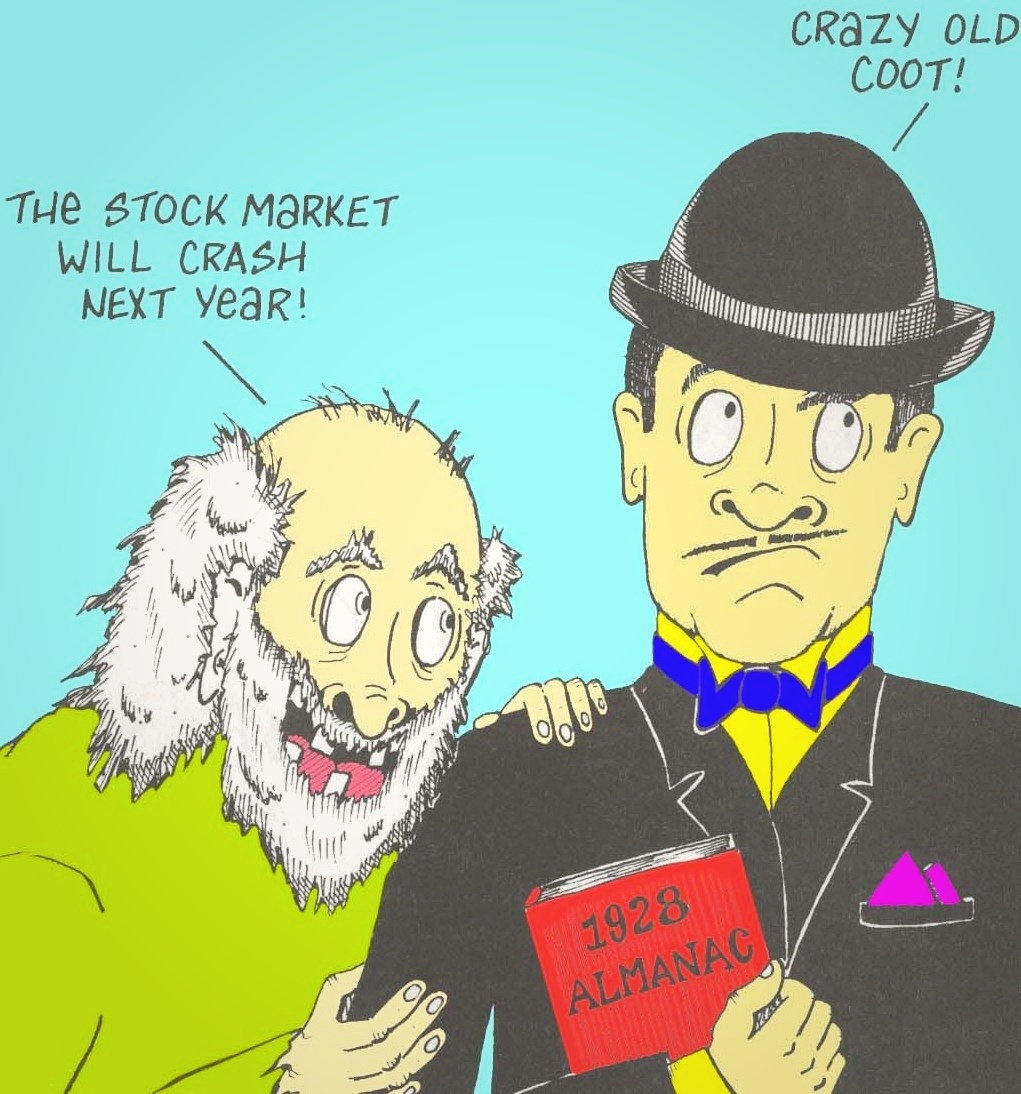 CRAZY OLD
COOT!
THE STOCK MARKET
WILL CRASH
NEXT YEAR!
1928
ALMANAC